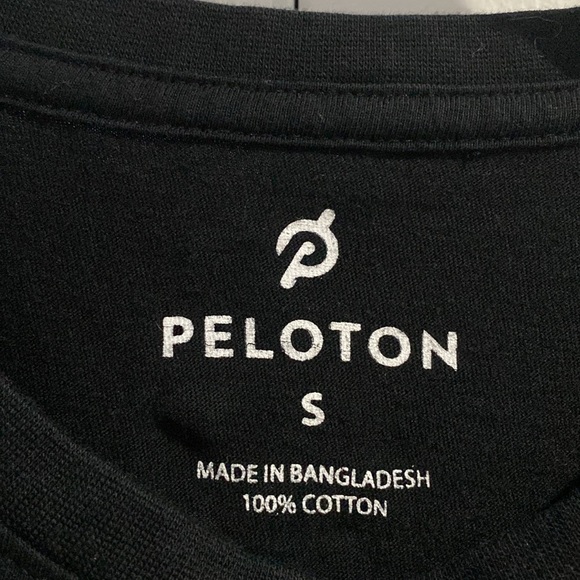 PELOTON
S
MADE IN BANGLADESH
100% COTTON